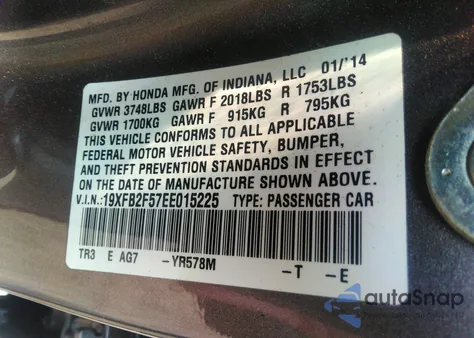 MFD. BY HONDA MFG. OF INDIANA, LLC 01/'14
GVWR 3748LBS GAWR F 2018LBS R 1753LBS
GVWR 1700KG GAWR F 915KG R 795KG
THIS VEHICLE CONFORMS TO ALL APPLICABLE
FEDERAL MOTOR VEHICLE SAFETY, BUMPER,
AND THEFT PREVENTION STANDARDS IN EFFECT
ON THE DATE OF MANUFACTURE SHOWN ABOVE.
V.I.N.:19XFB2F57EE015225 TYPE: PASSENGER CAR
TR3 E AG7 -YR578M -T -E
autoSnap